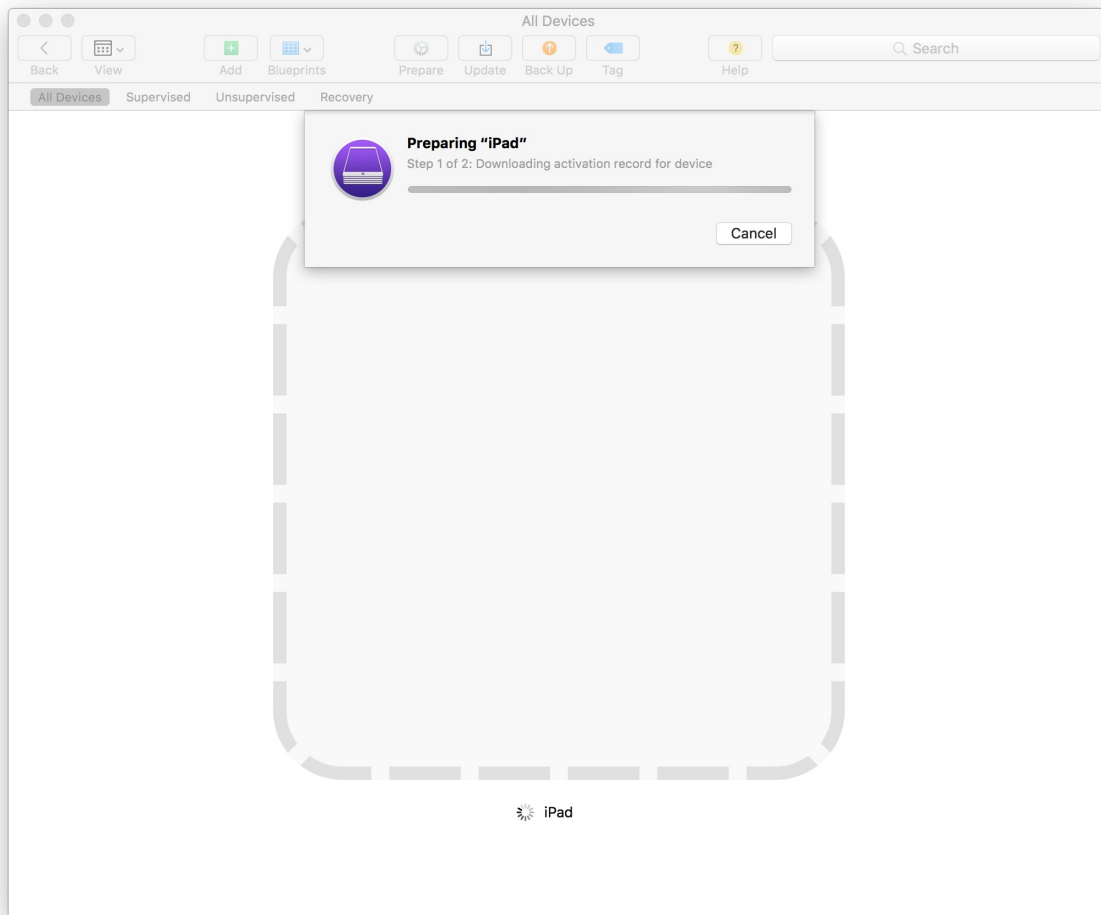 All Devices
Back View Add Blueprints Prepare Update Back Up Tag ? Help Search
All Devices Supervised Unsupervised Recovery
Preparing “iPad“
Step 1 of 2: Downloading activation record for device
Cancel
iPad